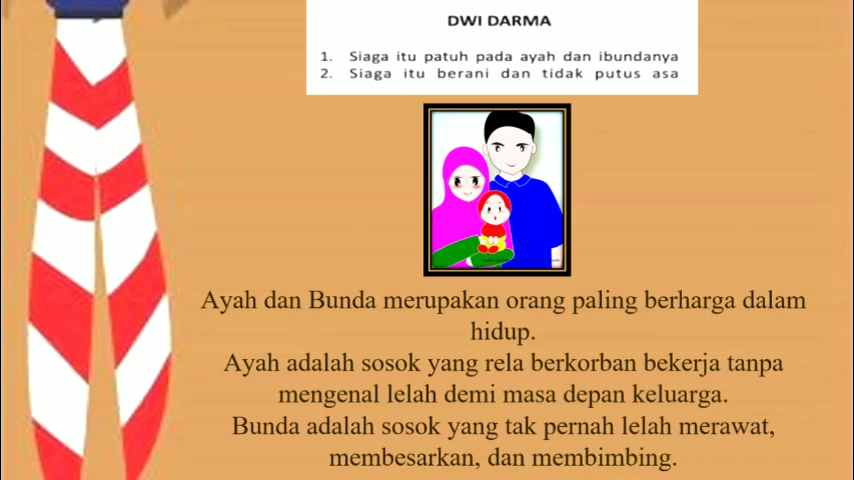 DWI DARMA
1. Siaga itu patuh pada ayah dan ibundanya
2. Siaga itu berani dan tidak putus asa
Ayah dan Bunda merupakan orang paling berharga dalam
hidup.
Ayah adalah sosok yang rela berkorban bekerja tanpa
mengenal lelah demi masa depan keluarga.
Bunda adalah sosok yang tak pernah lelah merawat,
membesarkan, dan membimbing.